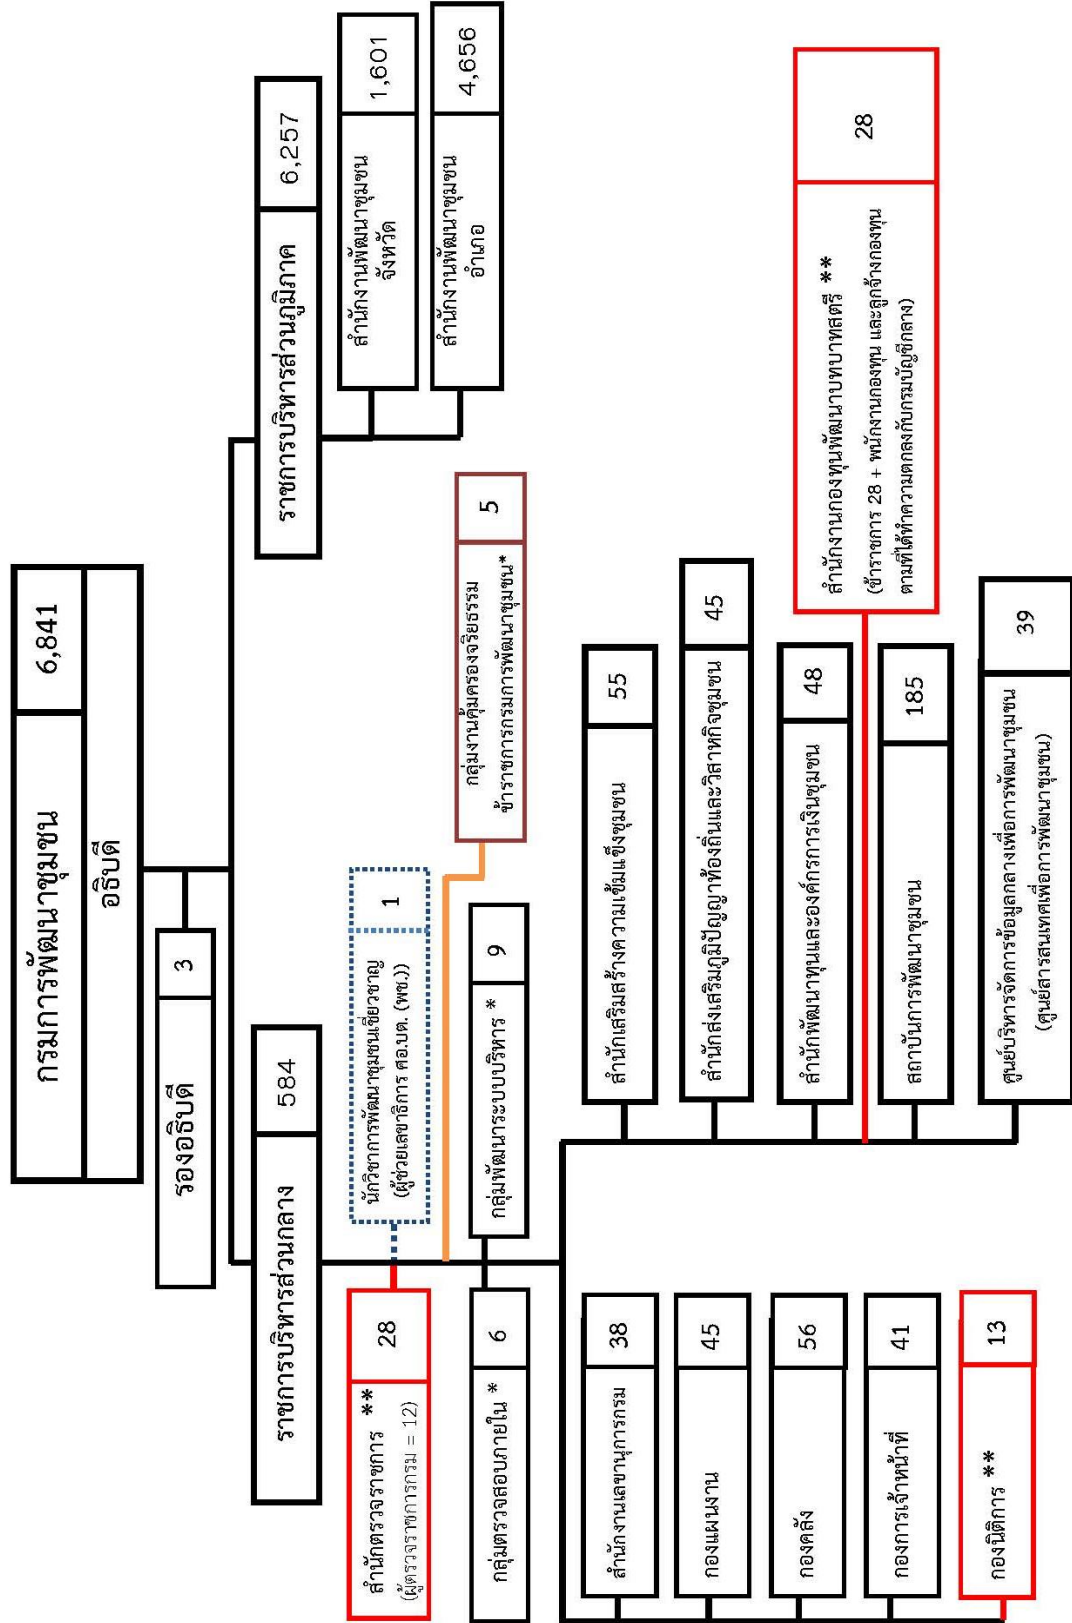 กรมการพัฒนาชุมชน 6,841
อธิบดี
รองอธิบดี 3
ราชการบริหารส่วนกลาง 584
ราชการบริหารส่วนภูมิภาค 6,257
สำนักงานพัฒนาชุมชน
จังหวัด
1,601
สำนักงานพัฒนาชุมชน
อำเภอ
4,656
สำนักตรวจราชการ **
(ผู้ตรวจราชการกรม = 12)
28
นักวิชาการพัฒนาชุมชนเชี่ยวชาญ
(ผู้ช่วยเลขาธิการ ศอ.บต. (พช.))
1
กลุ่มงานคุ้มครองจริยธรรม
ข้าราชการกรมการพัฒนาชุมชน*
5
กลุ่มตรวจสอบภายใน * 6
กลุ่มพัฒนาระบบบริหาร * 9
สำนักงานเลขานุการกรม 38
กองแผนงาน 45
กองคลัง 56
กองการเจ้าหน้าที่ 41
กองนิติการ ** 13
สำนักเสริมสร้างความเข้มแข็งชุมชน 55
สำนักส่งเสริมภูมิปัญญาท้องถิ่นและวิสาหกิจชุมชน 45
สำนักพัฒนาทุนและองค์กรการเงินชุมชน 48
สำนักงานกองทุนพัฒนาบทบาทสตรี **
(ข้าราชการ 28 + พนักงานกองทุน และลูกจ้างกองทุน
ตามที่ได้ทำความตกลงกับกรมบัญชีกลาง)
28
สถาบันการพัฒนาชุมชน 185
ศูนย์บริหารจัดการข้อมูลกลางเพื่อการพัฒนาชุมชน
(ศูนย์สารสนเทศเพื่อการพัฒนาชุมชน)
39